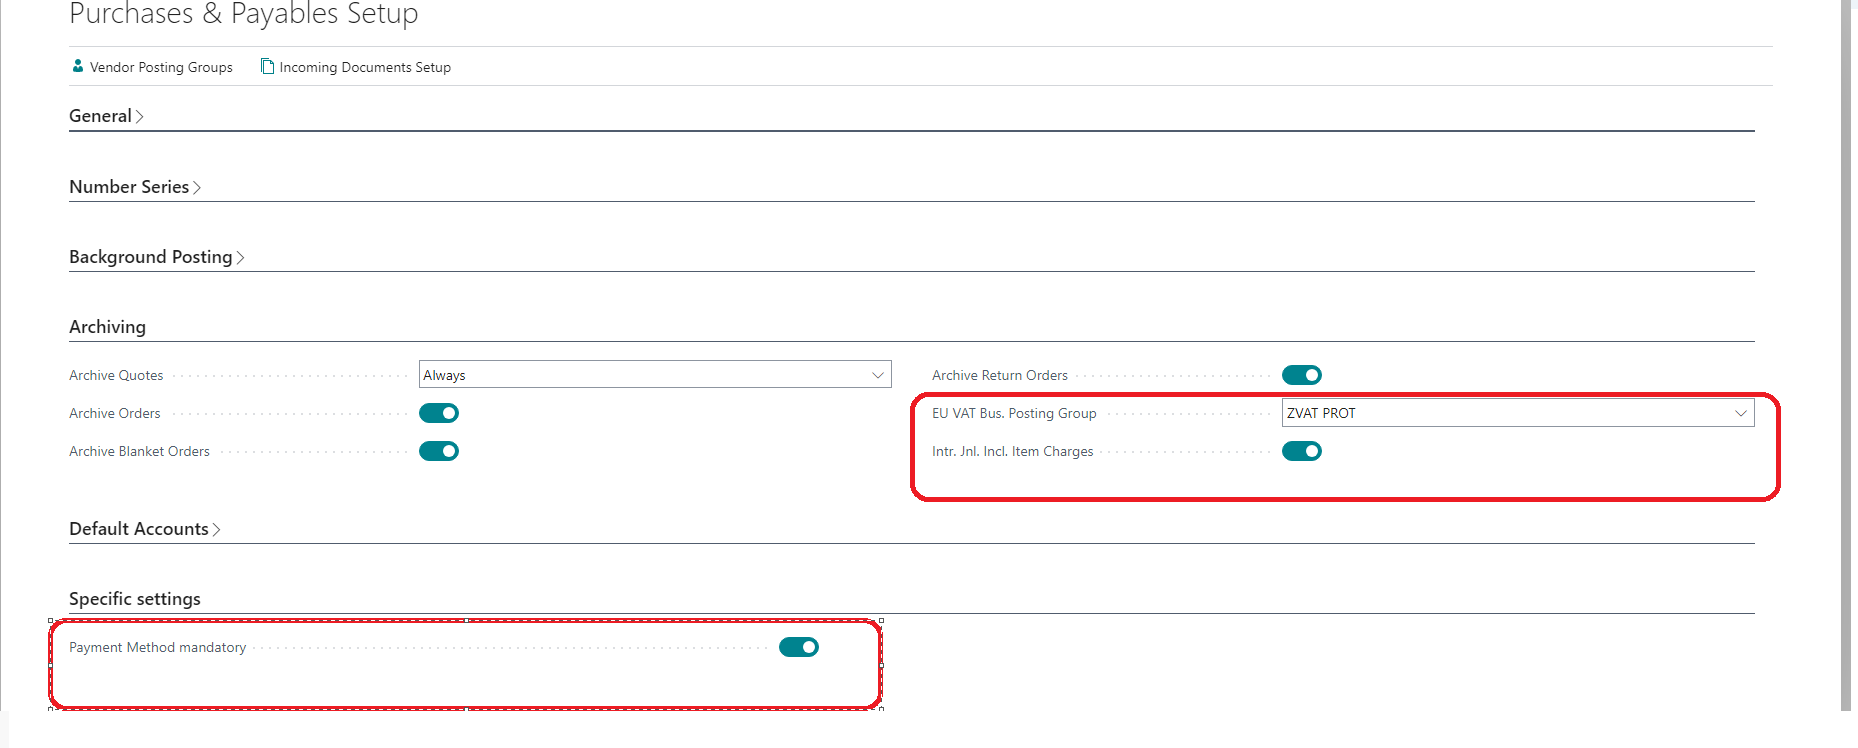 Purchases & Payables Setup
Vendor Posting Groups Incoming Documents Setup
General
Number Series
Background Posting
Archiving
Archive Quotes Always
Archive Orders
Archive Blanket Orders
Archive Return Orders
EU VAT Bus. Posting Group ZVAT PROT
Intr. Jnl. Incl. Item Charges
Default Accounts
Specific settings
Payment Method mandatory